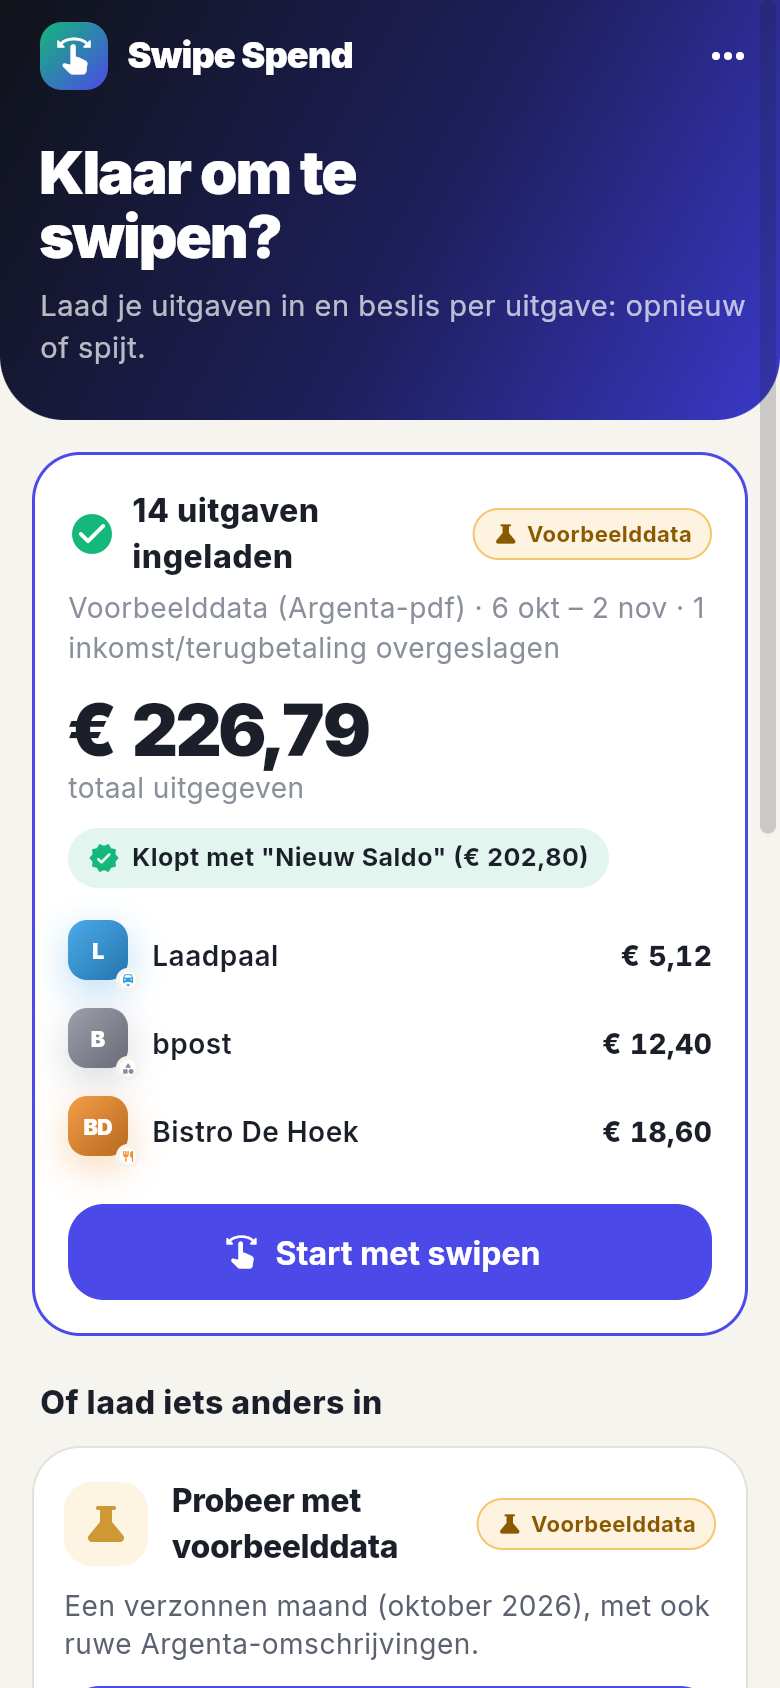 Swipe Spend
Klaar om te
swipen?
Laad je uitgaven in en beslis per uitgave: opnieuw
of spijt.
14 uitgaven
ingeladen
Voorbeelddata
Voorbeelddata (Argenta-pdf) · 6 okt – 2 nov · 1
inkomst/terugbetaling overgeslagen
€ 226,79
totaal uitgegeven
Klopt met "Nieuw Saldo" (€ 202,80)
L Laadpaal € 5,12
B bpost € 12,40
BD Bistro De Hoek € 18,60
Start met swipen
Of laad iets anders in
Probeer met
voorbeelddata
Voorbeelddata
Een verzonnen maand (oktober 2026), met ook
ruwe Argenta-omschrijvingen.